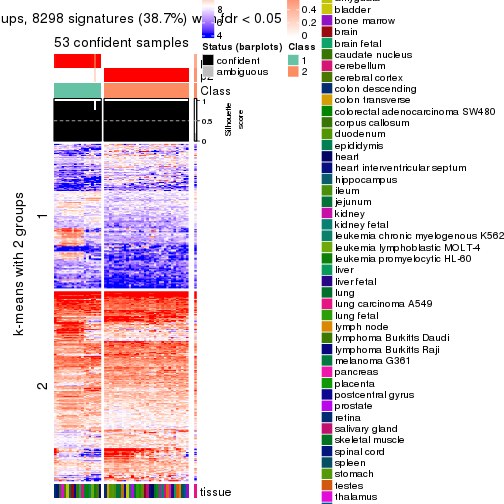 ups, 8298 signatures (38.7%) with fdr < 0.05
53 confident samples
1
2
k-means with 2 groups
Class
1
0.5
0
Silhouette
score
tissue
8
6
4
0.4
0.2
0
Status (barplots)
confident
ambiguous
Class
1
2
bladder
bone marrow
brain
brain fetal
caudate nucleus
cerebellum
cerebral cortex
colon descending
colon transverse
colorectal adenocarcinoma SW480
corpus callosum
duodenum
epididymis
heart
heart interventricular septum
hippocampus
ileum
jejunum
kidney
kidney fetal
leukemia chronic myelogenous K562
leukemia lymphoblastic MOLT-4
leukemia promyelocytic HL-60
liver
liver fetal
lung
lung carcinoma A549
lung fetal
lymph node
lymphoma Burkitts Daudi
lymphoma Burkitts Raji
melanoma G361
pancreas
placenta
postcentral gyrus
prostate
retina
salivary gland
skeletal muscle
spinal cord
spleen
stomach
testes
thalamus